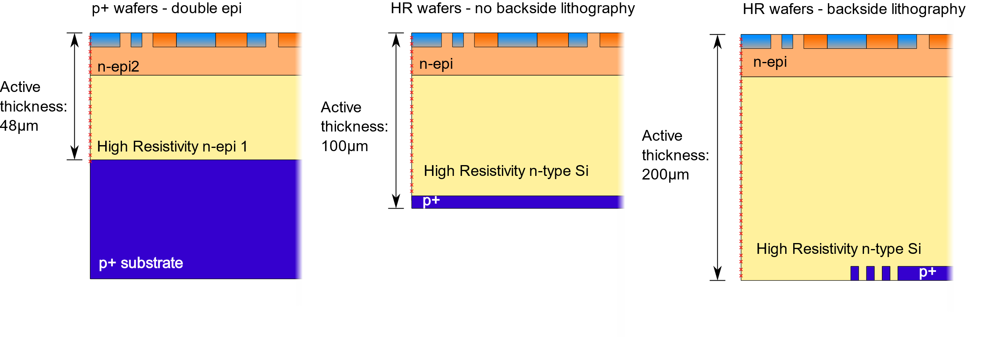 p+ wafers - double epi
n-epi2
Active
thickness:
48µm
High Resistivity n-epi 1
p+ substrate
HR wafers - no backside lithography
n-epi
Active
thickness:
100µm
High Resistivity n-type Si
p+
HR wafers - backside lithography
n-epi
Active
thickness:
200µm
High Resistivity n-type Si
p+